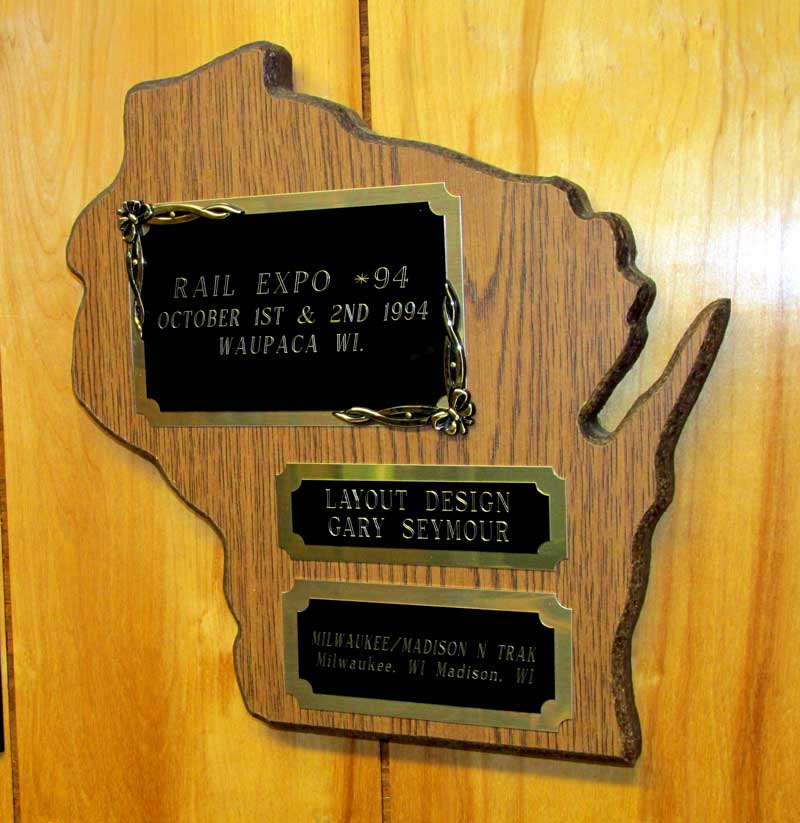 RAIL EXPO *94
OCTOBER 1ST & 2ND 1994
WAUPACA WI.
LAYOUT DESIGN
GARY SEYMOUR
MILWAUKEE/MADISON N TRAK
Milwaukee, WI Madison, WI